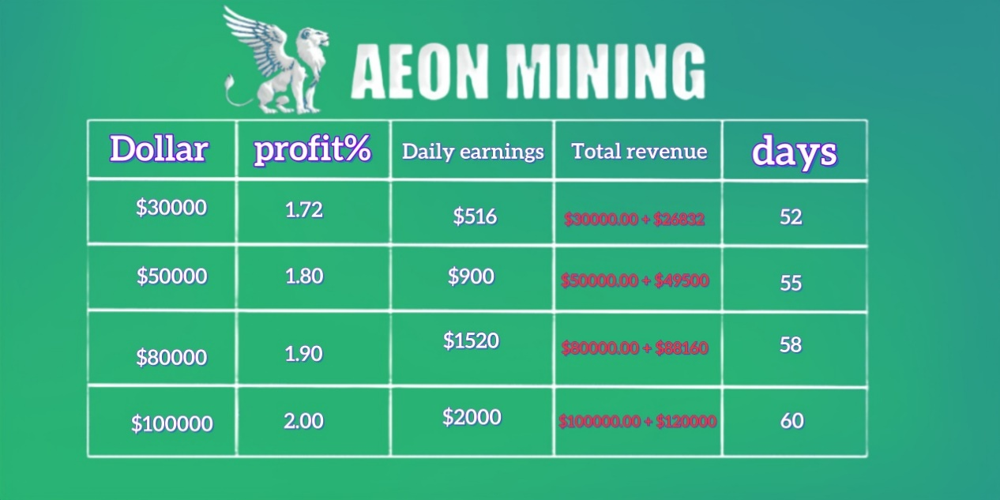 AEON MINING
Dollar profit% Daily earnings Total revenue days
$30000 1.72 $516 $30000.00 + $26832 52
$50000 1.80 $900 $50000.00 + $49500 55
$80000 1.90 $1520 $80000.00 + $88160 58
$100000 2.00 $2000 $100000.00 + $120000 60